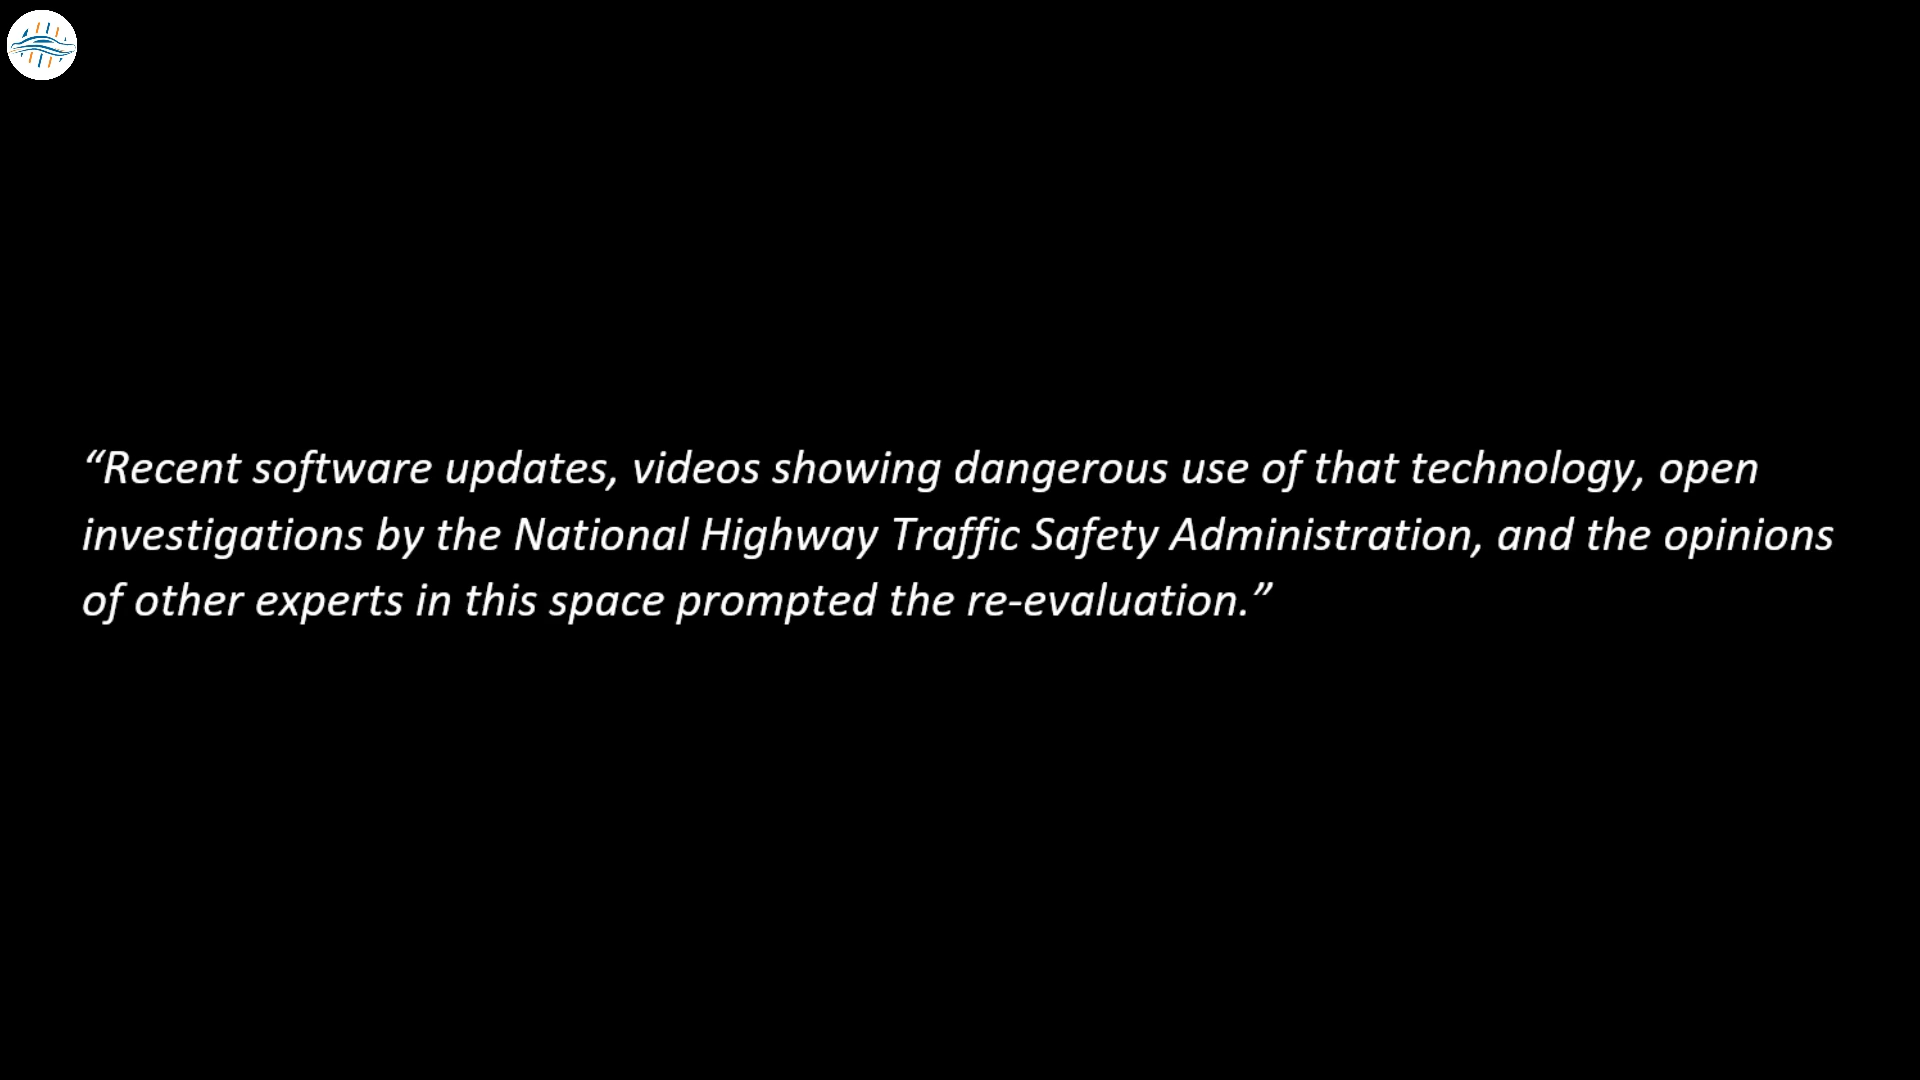 “Recent software updates, videos showing dangerous use of that technology, open
investigations by the National Highway Traffic Safety Administration, and the opinions
of other experts in this space prompted the re-evaluation.”